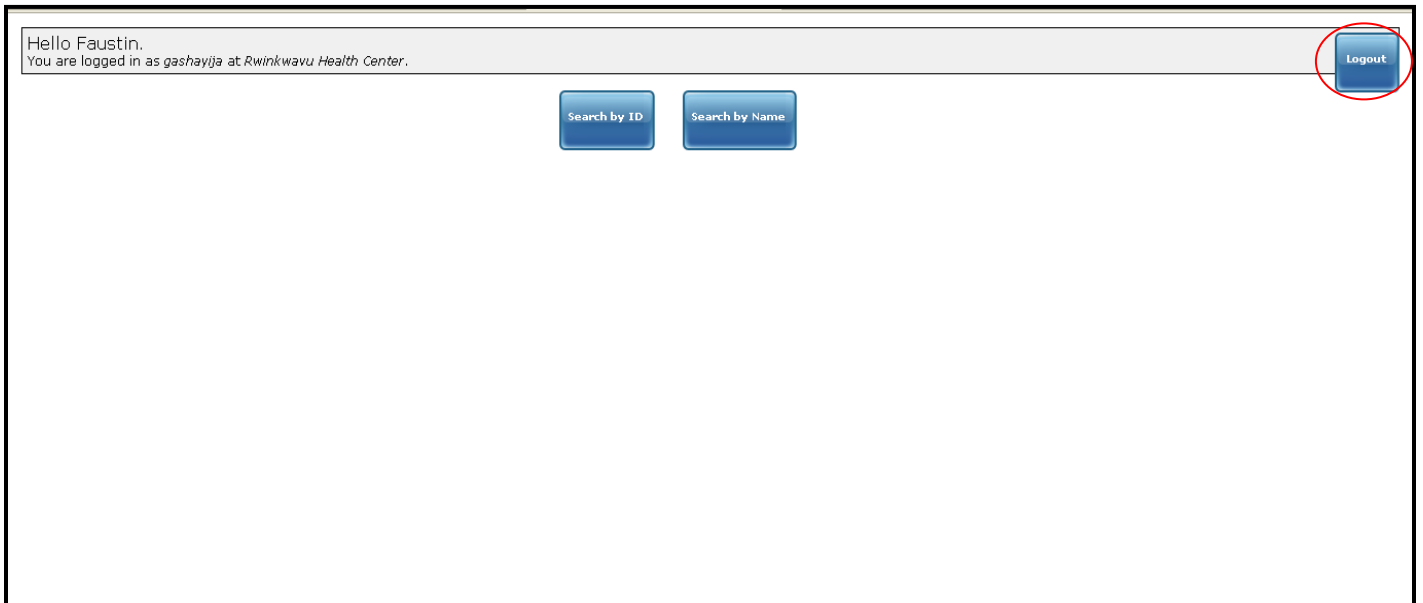 Hello Faustin.
You are logged in as gashayija at Rwinkwavu Health Center.
Logout
Search by ID
Search by Name